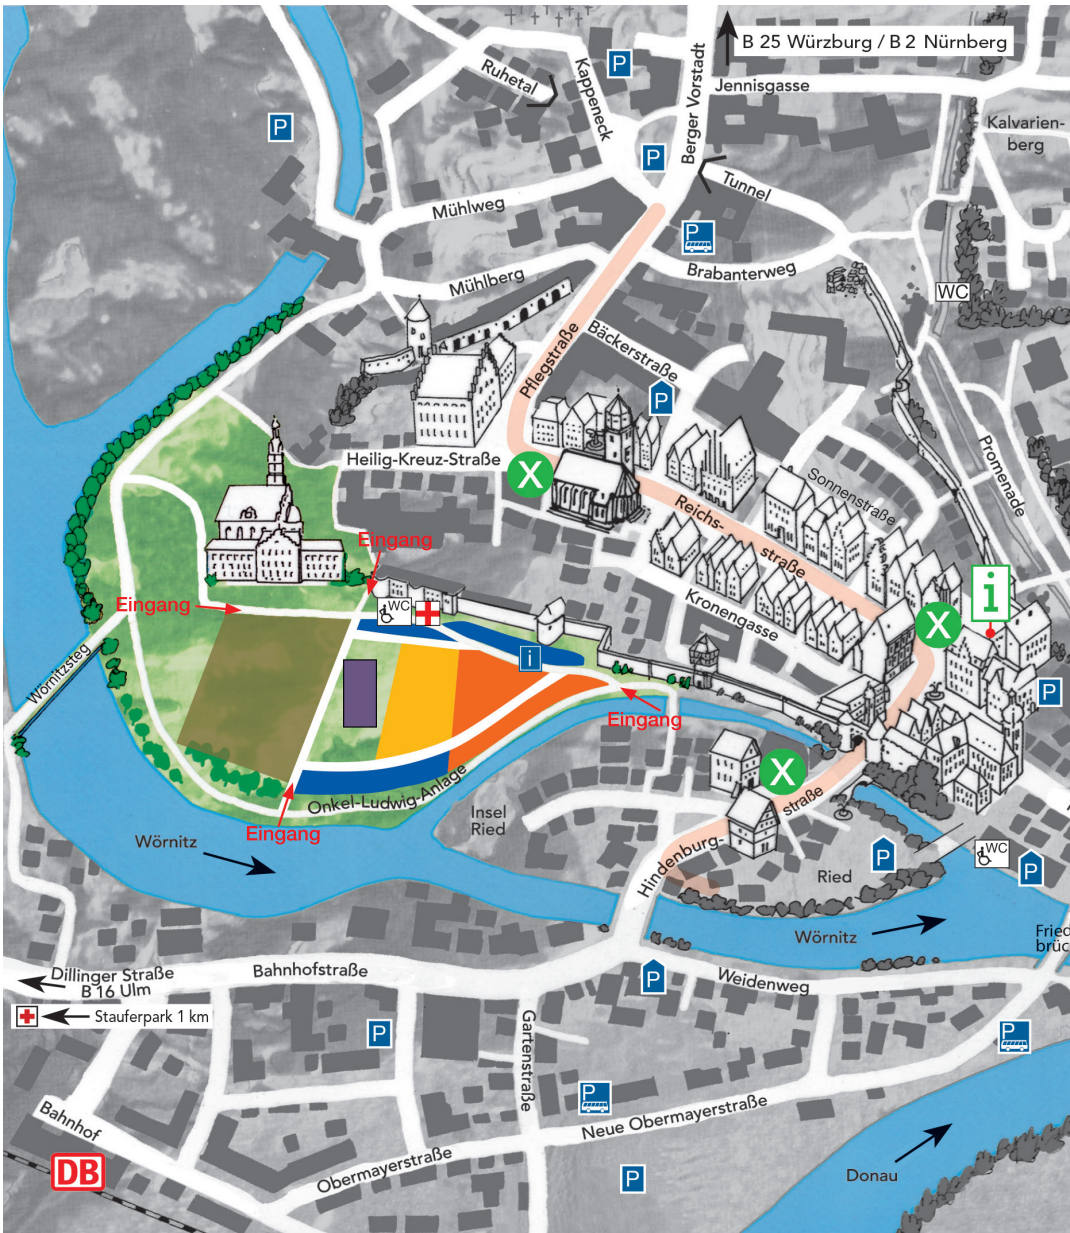 B 25 Würzburg / B 2 Nürnberg
Ruhetal
Kappeneck
Berger Vorstadt
Jennisgasse
P
P
P
Kalvarien-
berg
Tunnel
Mühlweg
P
Brabanterweg
Mühlberg
WC
Pflegstraße
Bäckerstraße
P
Heilig-Kreuz-Straße
X
Reichs-
straße
Sonnenstraße
Promenade
Eingang
Eingang
WC
i
Kronengasse
X
i
Wörnitzsteg
Eingang
P
X
Onkel-Ludwig-Anlage
Insel
Ried
Eingang
Hindenburg-
straße
Wörnitz
P
WC
P
Ried
Wörnitz
Fried
brüc
Dillinger Straße
B 16 Ulm
Bahnhofstraße
P
Weidenweg
Stauferpark 1 km
P
Gartenstraße
P
P
Neue Obermayerstraße
Bahnhof
DB
Obermayerstraße
P
Donau